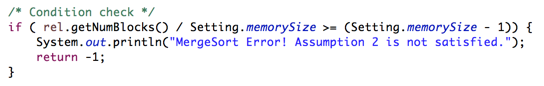 /* Condition check */
if ( rel.getNumBlocks() / Setting.memorySize >= (Setting.memorySize - 1)) {
System.out.println("MergeSort Error! Assumption 2 is not satisfied.");
return -1;
}